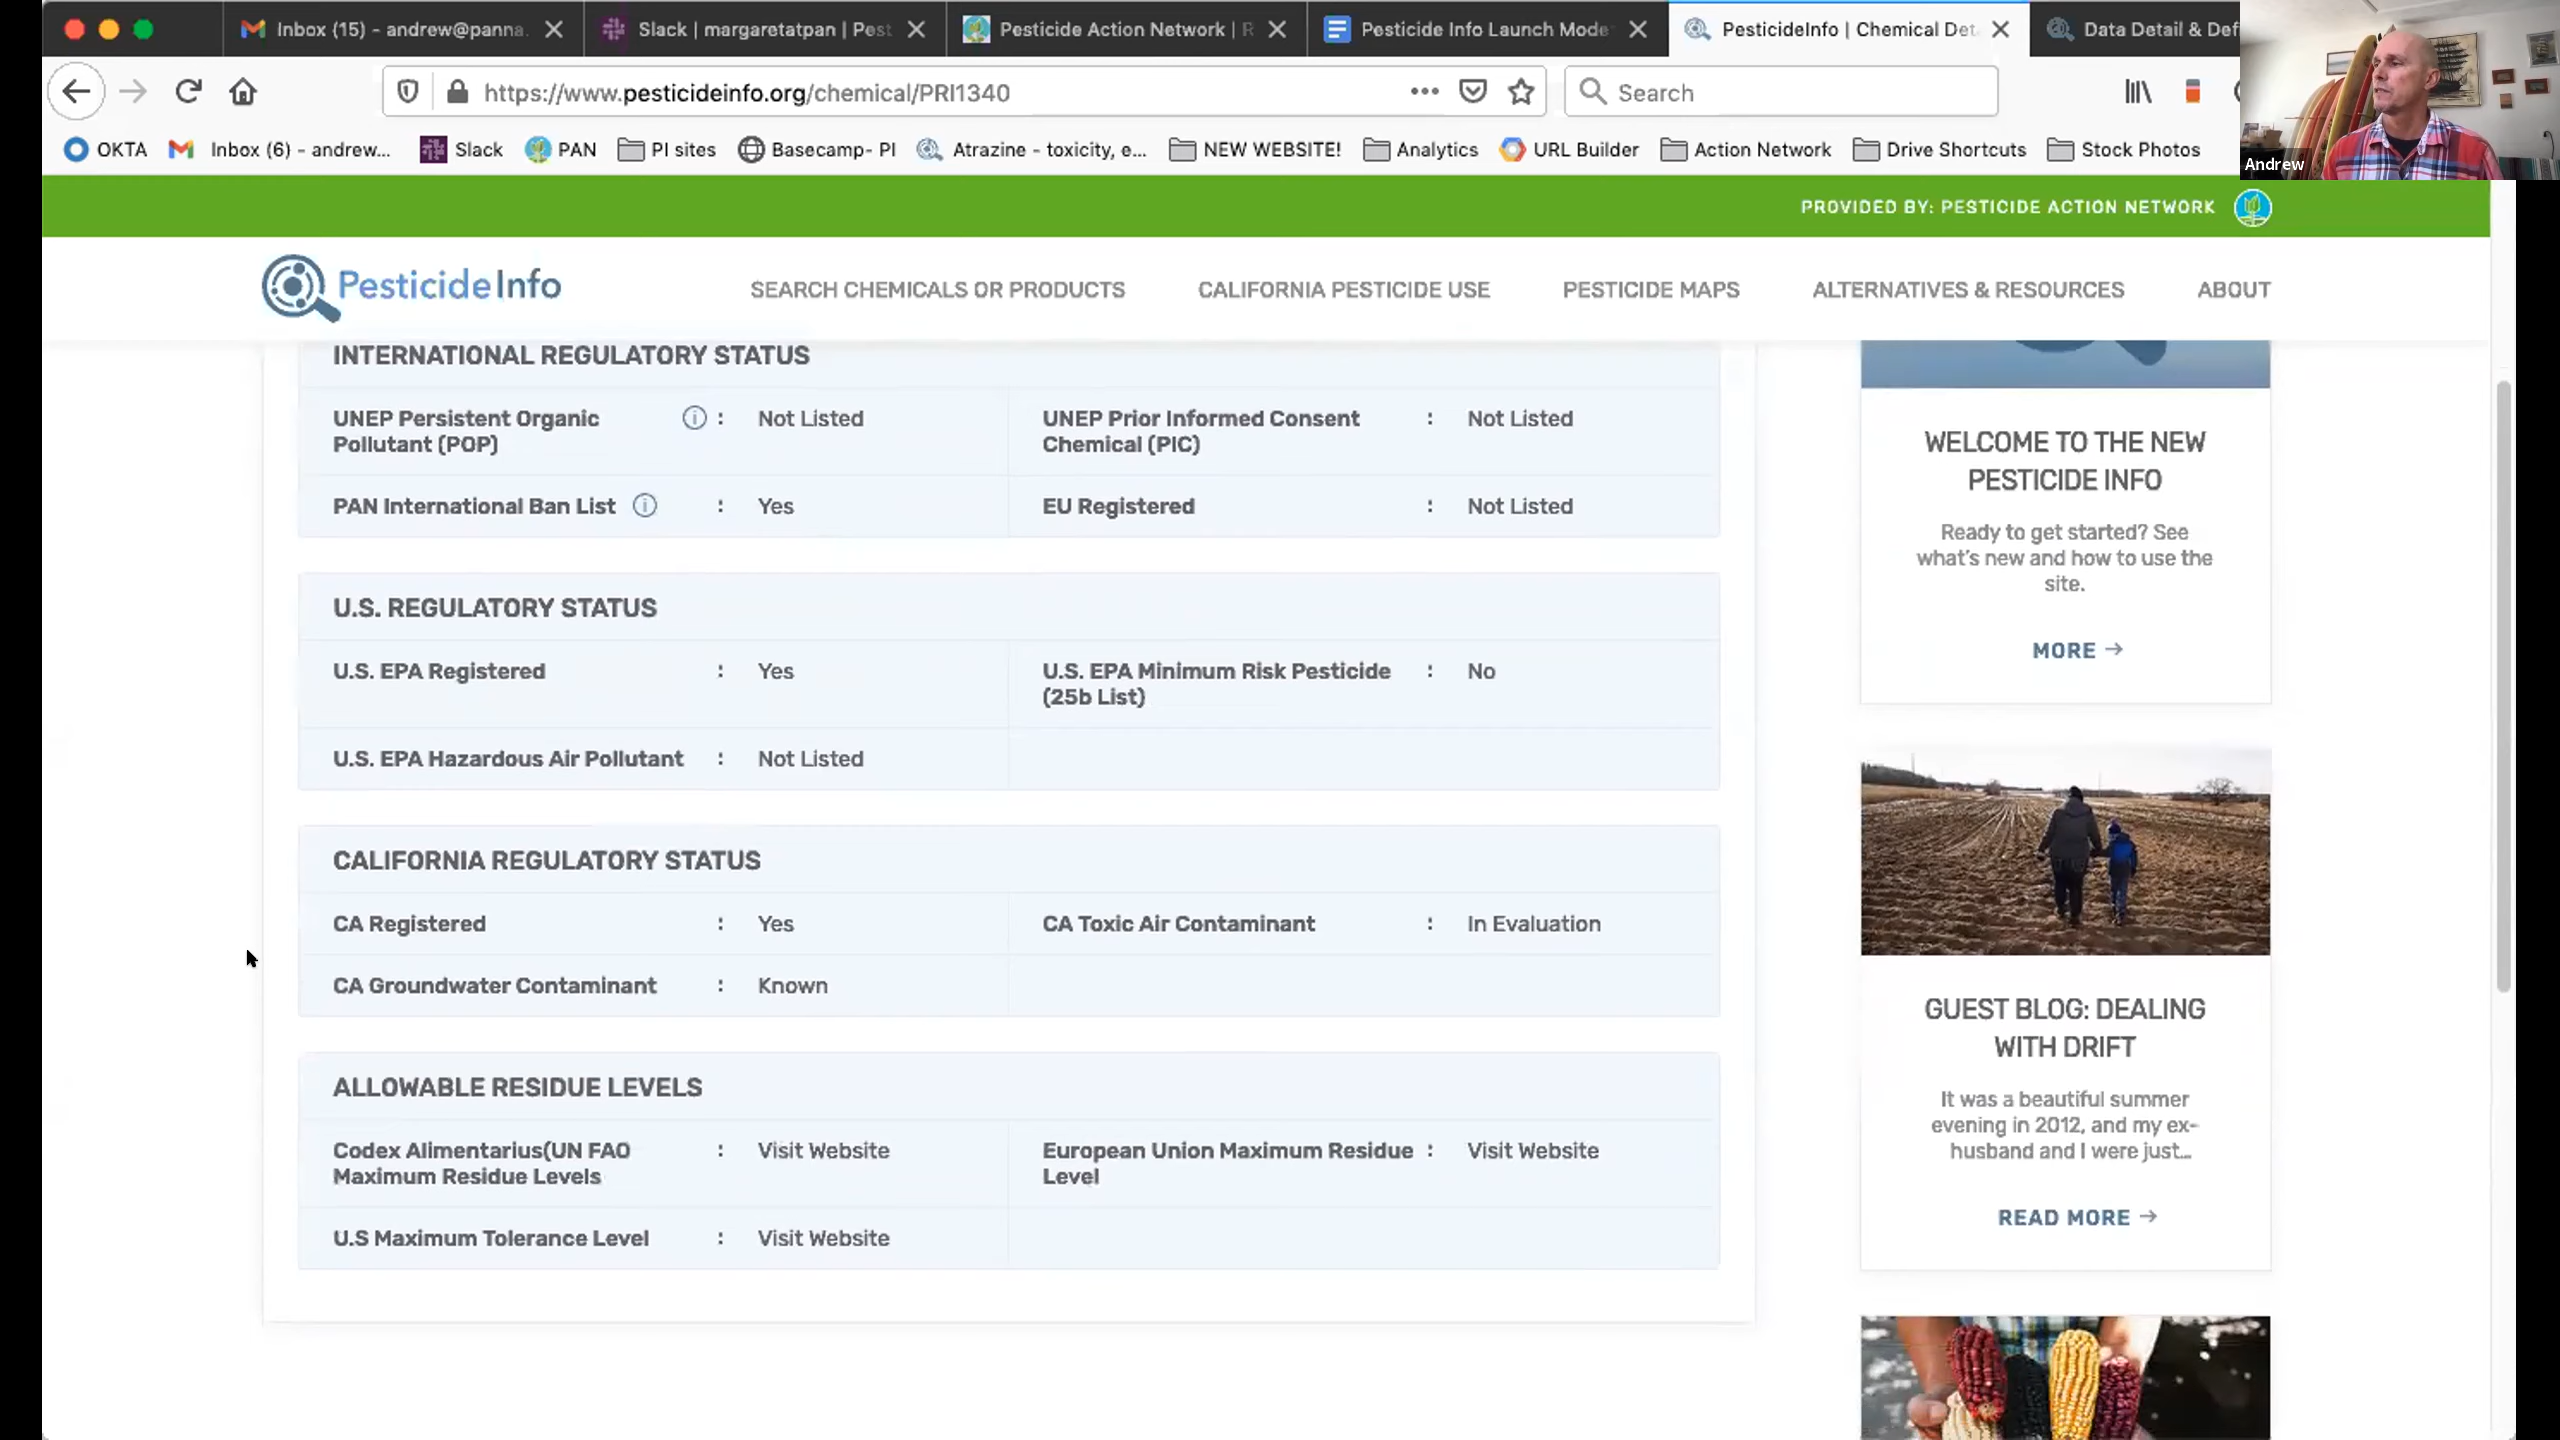 Inbox (15) - andrew@panna.
Slack | margaretatpan | Pest
Pesticide Action Network | R
Pesticide Info Launch Mode
PesticideInfo | Chemical Det
Data Detail & Def
https://www.pesticideinfo.org/chemical/PRI1340
Search
OKTA
Inbox (6) - andrew...
Slack
PAN
PI sites
Basecamp- PI
Atrazine - toxicity, e...
NEW WEBSITE!
Analytics
URL Builder
Action Network
Drive Shortcuts
Stock Photos
Andrew
PROVIDED BY: PESTICIDE ACTION NETWORK
PesticideInfo
SEARCH CHEMICALS OR PRODUCTS
CALIFORNIA PESTICIDE USE
PESTICIDE MAPS
ALTERNATIVES & RESOURCES
ABOUT
INTERNATIONAL REGULATORY STATUS
UNEP Persistent Organic
Pollutant (POP)
: Not Listed
UNEP Prior Informed Consent
Chemical (PIC)
: Not Listed
PAN International Ban List
: Yes
EU Registered
: Not Listed
U.S. REGULATORY STATUS
U.S. EPA Registered
: Yes
U.S. EPA Minimum Risk Pesticide
(25b List)
: No
U.S. EPA Hazardous Air Pollutant
: Not Listed
CALIFORNIA REGULATORY STATUS
CA Registered
: Yes
CA Toxic Air Contaminant
: In Evaluation
CA Groundwater Contaminant
: Known
ALLOWABLE RESIDUE LEVELS
Codex Alimentarius(UN FAO
Maximum Residue Levels
: Visit Website
European Union Maximum Residue
Level
: Visit Website
U.S Maximum Tolerance Level
: Visit Website
WELCOME TO THE NEW
PESTICIDE INFO
Ready to get started? See
what's new and how to use the
site.
MORE →
GUEST BLOG: DEALING
WITH DRIFT
It was a beautiful summer
evening in 2012, and my ex-
husband and I were just...
READ MORE →